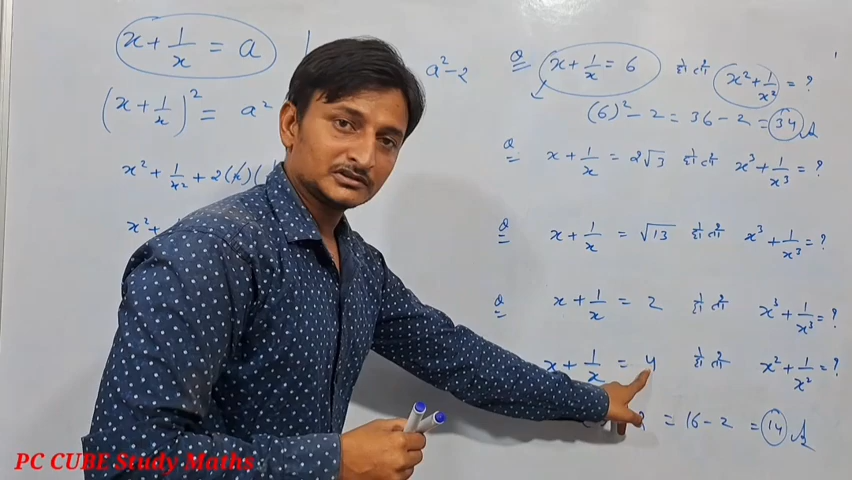 x + 1/x = a
(x + 1/x)² = a²
x² + 1/x² + 2(x)(
x² +
a² - 2
Q x + 1/x = 6 x² + 1/x² = ?
(6)² - 2 = 36 - 2 = 34 A
Q x + 1/x = 2√3 x³ + 1/x³ = ?
Q x + 1/x = √13 x³ + 1/x³ = ?
Q x + 1/x = 2 x³ + 1/x³ = ?
x + 1/x = 4 x² + 1/x² = ?
2 = 16 - 2 = 14 A
PC CUBE Study Maths